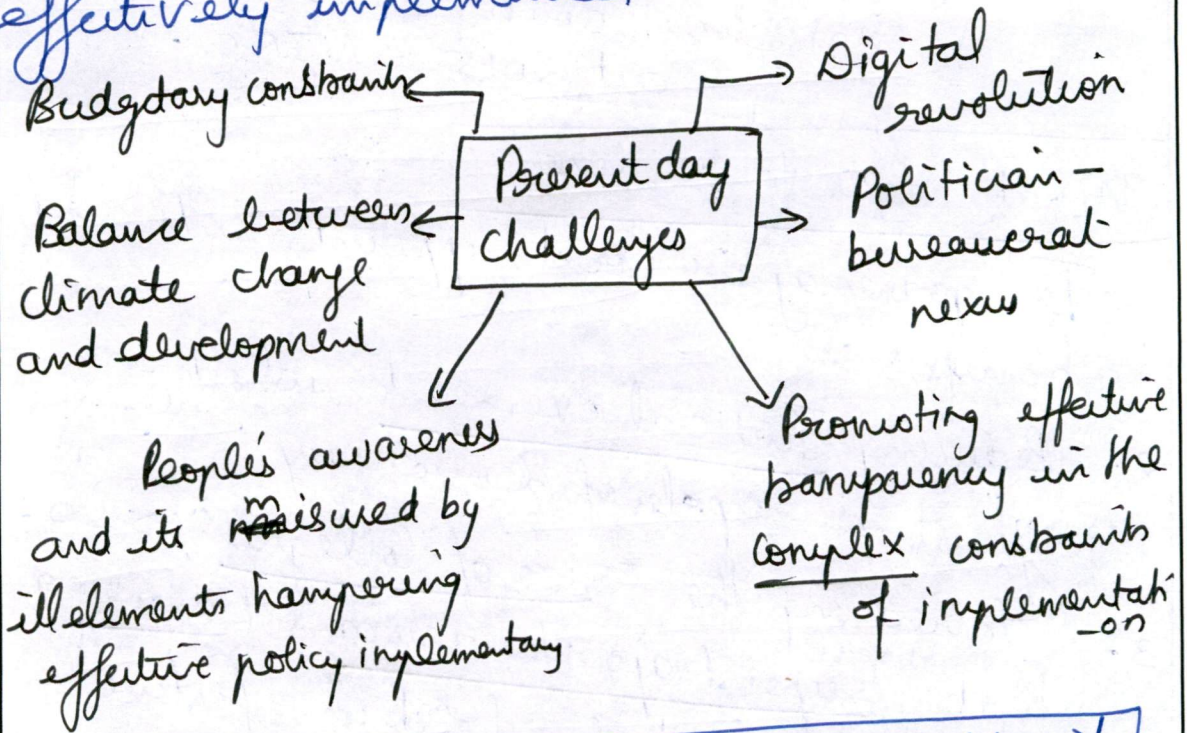 effectively
Budgetary constraints
Digital
revolution
Present day
challenges
Balance between
climate change
and development
Politician-
bureaucrat
nexus
People's awareness
and its misused by
ill elements hampering
effective policy implementary
Promoting effective
transparency in the
complex constraints
of implementati
-on